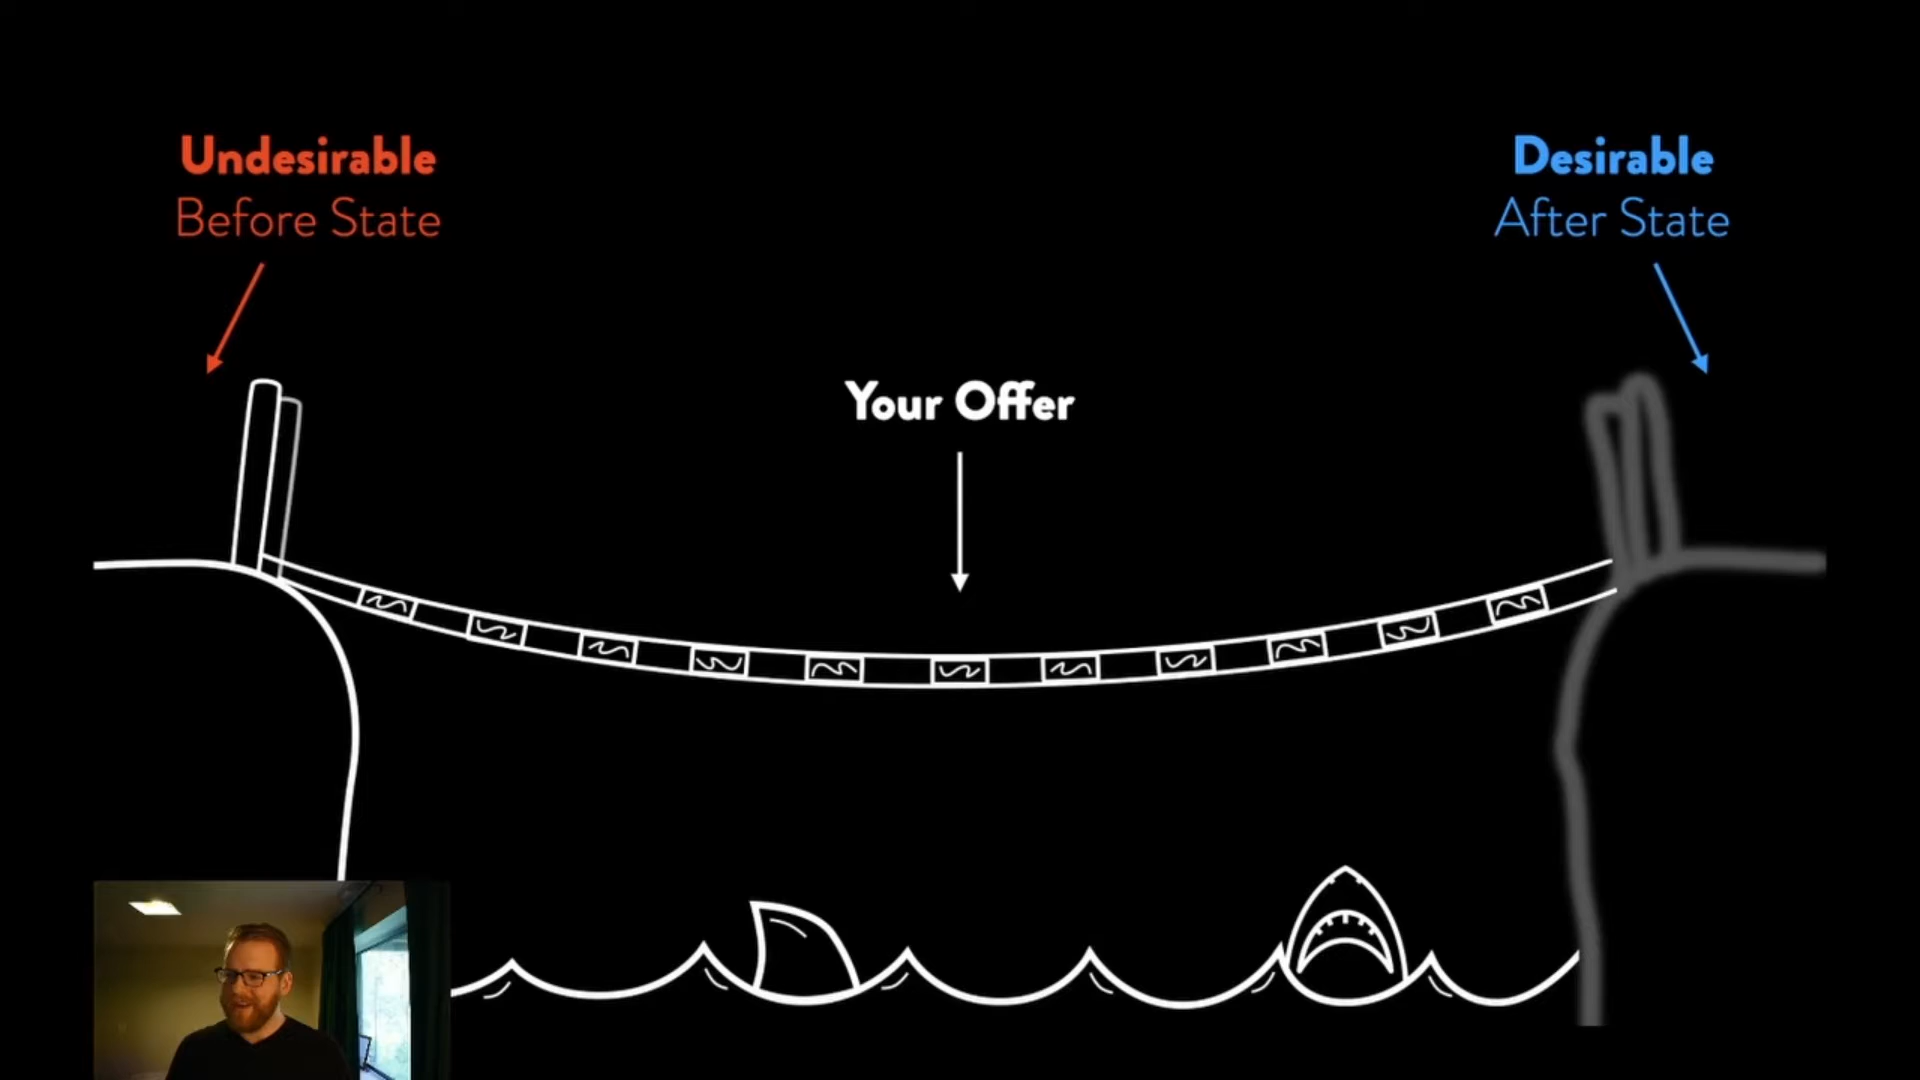 Undesirable
Before State
Desirable
After State
Your Offer